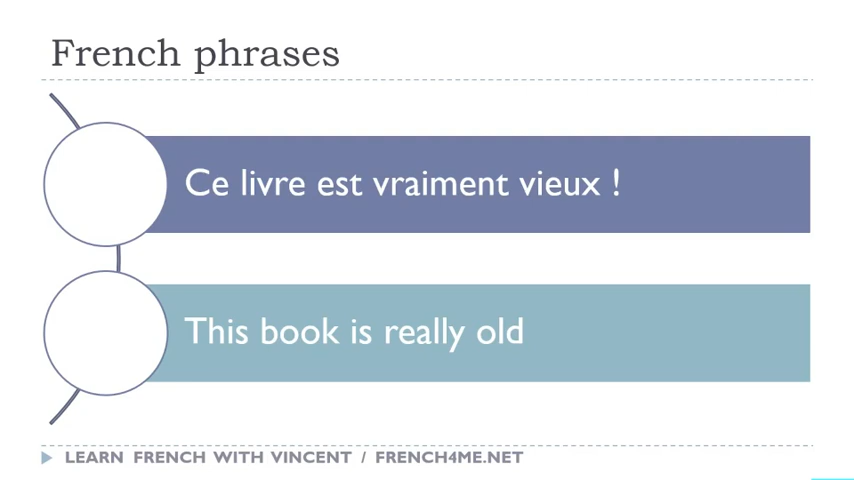 French phrases
Ce livre est vraiment vieux !
This book is really old
LEARN FRENCH WITH VINCENT / FRENCH4ME.NET